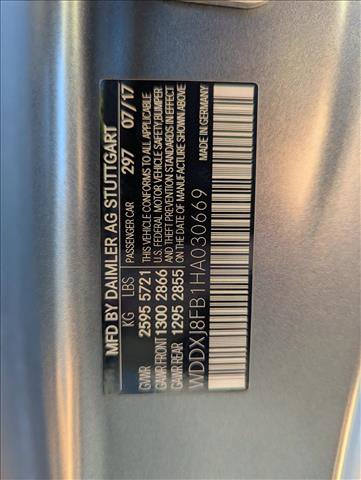 MFD BY DAIMLER AG STUTTGART
PASSENGER CAR 297 07/17
KG LBS
GVWR 2595 5721
GAWR FRONT 1300 2866
GAWR REAR 1295 2855
THIS VEHICLE CONFORMS TO ALL APPLICABLE
U.S. FEDERAL MOTOR VEHICLE SAFETY, BUMPER
AND THEFT PREVENTION STANDARDS IN EFFECT
ON THE DATE OF MANUFACTURE SHOWN ABOVE
WDDXJ8FB1HA030669
MADE IN GERMANY